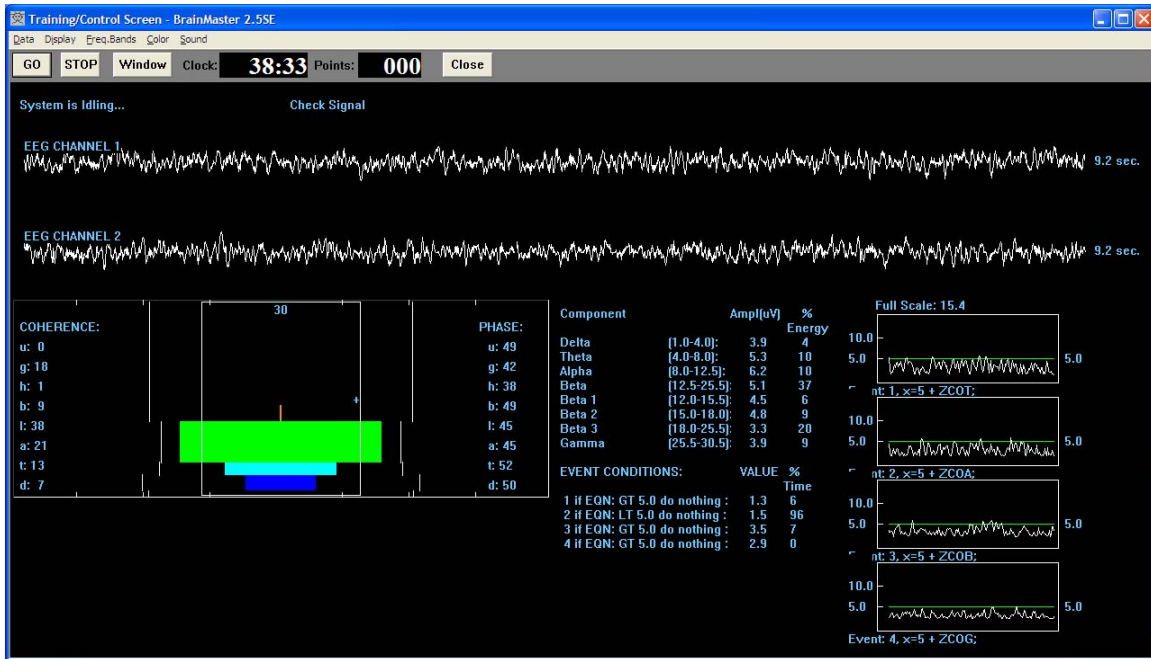 Training/Control Screen - BrainMaster 2.5SE
Data Display Freq.Bands Color Sound
GO STOP Window Clock: 38:33 Points: 000 Close
System is Idling... Check Signal
EEG CHANNEL 1
9.2 sec.
EEG CHANNEL 2
9.2 sec.
30
COHERENCE: PHASE:
u: 0 u: 49
g: 18 g: 42
h: 1 h: 38
b: 9 b: 49
l: 38 l: 45
a: 21 a: 45
t: 13 t: 52
d: 7 d: 50
Component Ampl(uV) % Energy
Delta (1.0-4.0): 3.9 4
Theta (4.0-8.0): 5.3 10
Alpha (8.0-12.5): 6.2 10
Beta (12.5-25.5): 5.1 37
Beta 1 (12.0-15.5): 4.5 6
Beta 2 (15.0-18.0): 4.8 9
Beta 3 (18.0-25.5): 3.3 20
Gamma (25.5-30.5): 3.9 9
EVENT CONDITIONS: VALUE % Time
1 if EQN: GT 5.0 do nothing : 1.3 6
2 if EQN: LT 5.0 do nothing : 1.5 96
3 if EQN: GT 5.0 do nothing : 3.5 7
4 if EQN: GT 5.0 do nothing : 2.9 0
Full Scale: 15.4
10.0
5.0 5.0
nt: 1, x=5 + ZCOT;
10.0
5.0 5.0
nt: 2, x=5 + ZCOA;
10.0
5.0 5.0
nt: 3, x=5 + ZCOB;
10.0
5.0 5.0
Event: 4, x=5 + ZCOG;